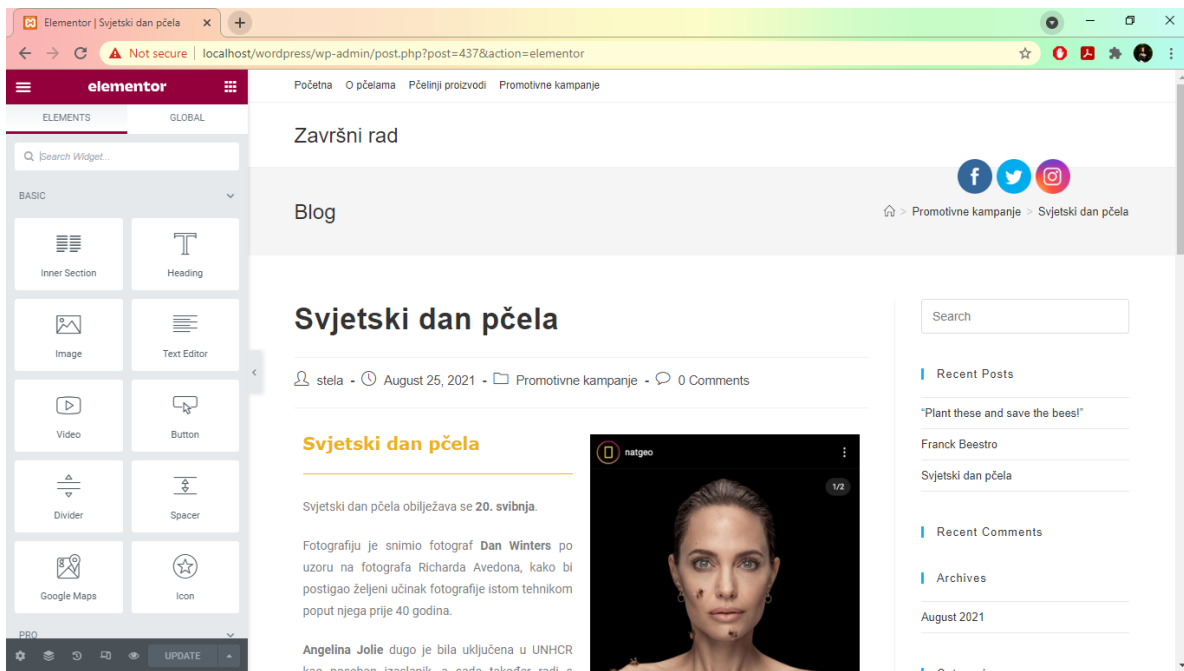 Elementor | Svjetski dan pčela
Not secure | localhost/wordpress/wp-admin/post.php?post=437&action=elementor
elementor
ELEMENTS GLOBAL
Search Widget...
BASIC
Inner Section Heading
Image Text Editor
Video Button
Divider Spacer
Google Maps Icon
PRO
UPDATE
Početna O pčelama Pčelinji proizvodi Promotivne kampanje
Završni rad
Blog
> Promotivne kampanje > Svjetski dan pčela
Svjetski dan pčela
stela - August 25, 2021 - Promotivne kampanje - 0 Comments
Svjetski dan pčela
Svjetski dan pčela obilježava se 20. svibnja.
Fotografiju je snimio fotograf Dan Winters po
uzoru na fotografa Richarda Avedona, kako bi
postigao željeni učinak fotografije istom tehnikom
poput njega prije 40 godina.
Angelina Jolie dugo je bila uključena u UNHCR
kao poseban izaslanik, a sada također radi s
natgeo
1/2
Search
Recent Posts
“Plant these and save the bees!”
Franck Beestro
Svjetski dan pčela
Recent Comments
Archives
August 2021